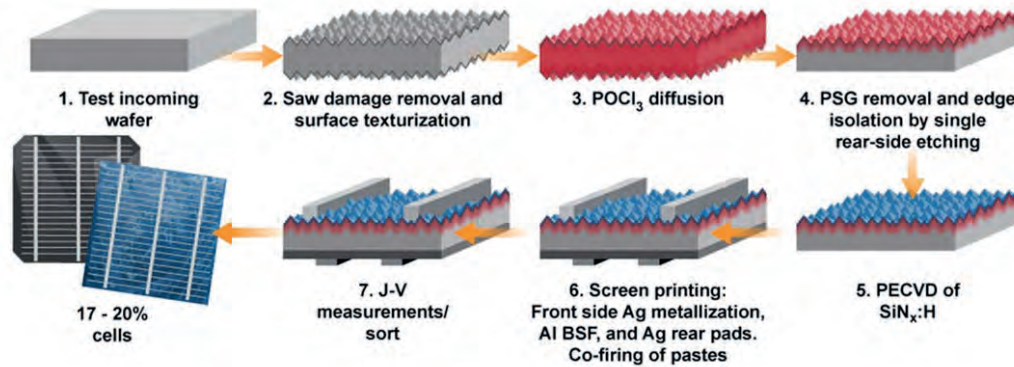 1. Test incoming
wafer
2. Saw damage removal and
surface texturization
3. POCl₃ diffusion
4. PSG removal and edge
isolation by single
rear-side etching
5. PECVD of
SiNₓ:H
6. Screen printing:
Front side Ag metallization,
Al BSF, and Ag rear pads.
Co-firing of pastes
7. J-V
measurements/
sort
17 - 20%
cells